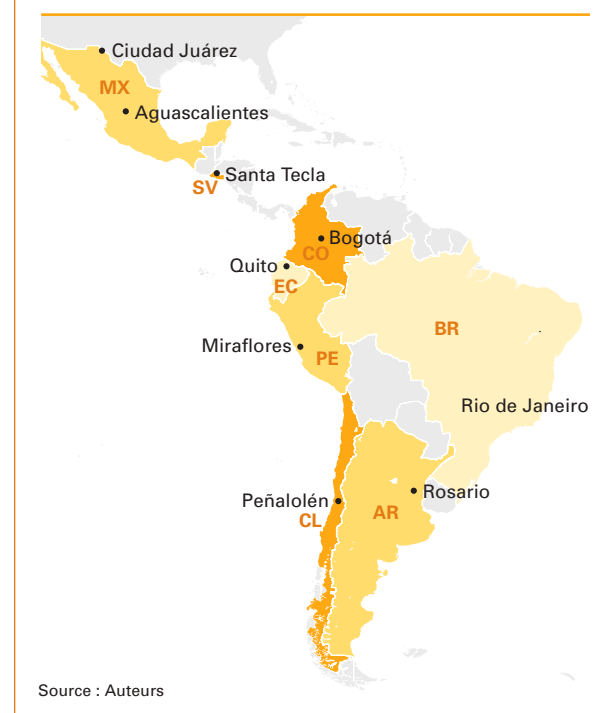 Ciudad Juárez
MX
Aguascalientes
Santa Tecla
SV
Bogotá
CO
Quito
EC
BR
Miraflores
PE
Rio de Janeiro
Rosario
Peñalolén
AR
CL
Source : Auteurs